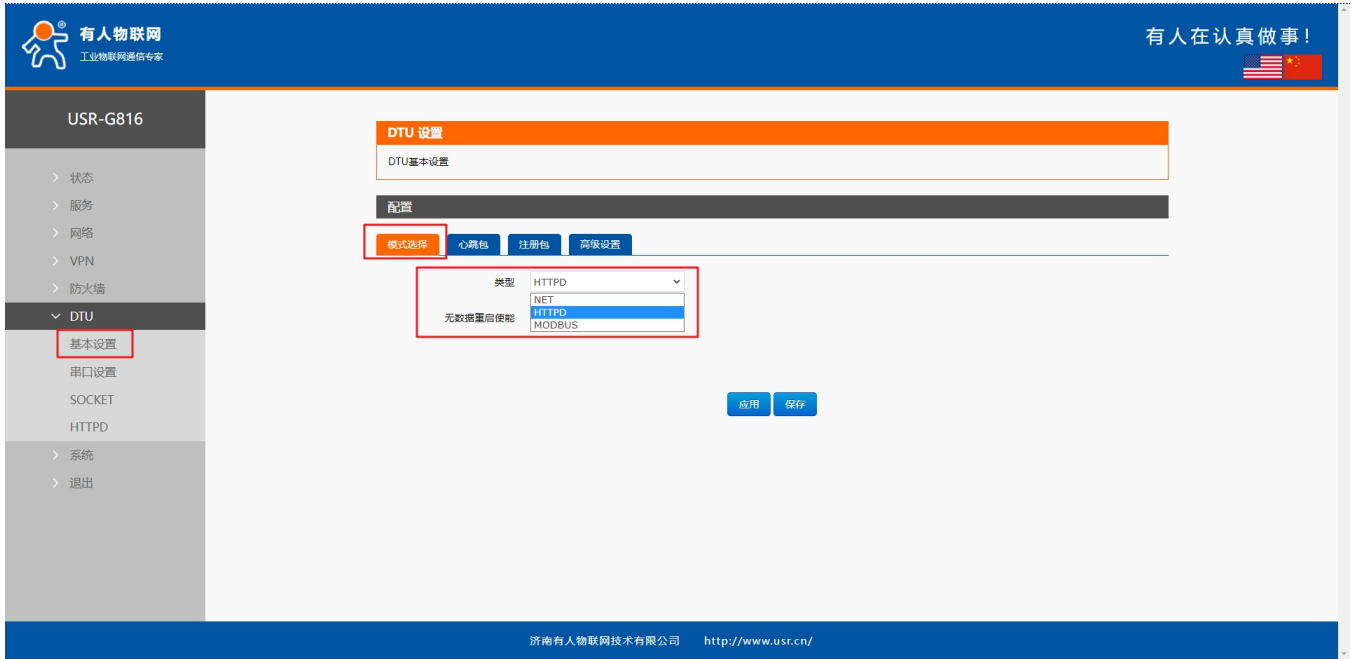 有人物联网
®
工业物联网通信专家
有人在认真做事!
USR-G816
状态
服务
网络
VPN
防火墙
DTU
基本设置
串口设置
SOCKET
HTTPD
系统
退出
DTU 设置
DTU基本设置
配置
模式选择 心跳包 注册包 高级设置
类型 HTTPD
NET
HTTPD
MODBUS
无数据重启使能
应用 保存
济南有人物联网技术有限公司 http://www.usr.cn/